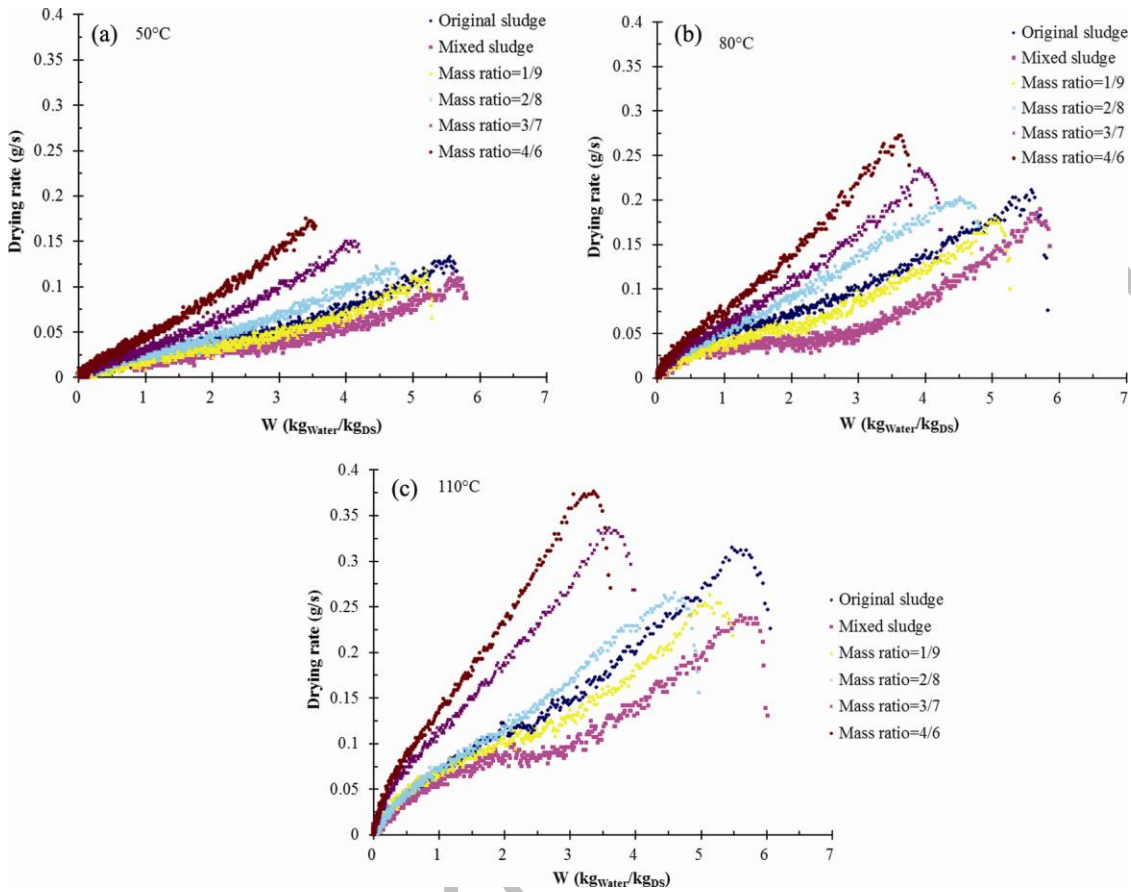 (a)
50°C
Original sludge
Mixed sludge
Mass ratio=1/9
Mass ratio=2/8
Mass ratio=3/7
Mass ratio=4/6
Drying rate (g/s)
0.4
0.35
0.3
0.25
0.2
0.15
0.1
0.05
0
0 1 2 3 4 5 6 7
W (kgWater/kgDS)
(b)
80°C
Original sludge
Mixed sludge
Mass ratio=1/9
Mass ratio=2/8
Mass ratio=3/7
Mass ratio=4/6
Drying rate (g/s)
0.4
0.35
0.3
0.25
0.2
0.15
0.1
0.05
0
0 1 2 3 4 5 6 7
W (kgWater/kgDS)
(c)
110°C
Original sludge
Mixed sludge
Mass ratio=1/9
Mass ratio=2/8
Mass ratio=3/7
Mass ratio=4/6
Drying rate (g/s)
0.4
0.35
0.3
0.25
0.2
0.15
0.1
0.05
0
0 1 2 3 4 5 6 7
W (kgWater/kgDS)